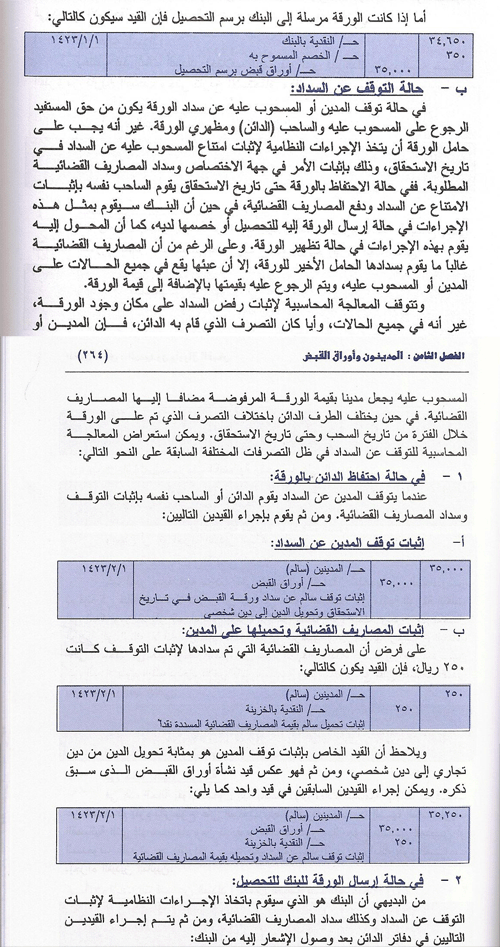 أما إذا كانت الورقة مرسلة إلى البنك برسم التحصيل فإن القيد سيكون كالتالي:
٣٤,٦٥٠ حـ/ النقدية بالبنك ١٤٢٣/١/١
٣٥٠ حـ/ الخصم المسموح به
٣٥,٠٠٠ حـ/ أوراق قبض برسم التحصيل
ب - حالة التوقف عن السداد:
في حالة توقف المدين أو المسحوب عليه عن سداد الورقة يكون من حق المستفيد
الرجوع على المسحوب عليه والساحب (الدائن) ومظهري الورقة. غير أنه يجب على
حامل الورقة أن يتخذ الإجراءات النظامية لإثبات امتناع المسحوب عليه عن السداد في
تاريخ الاستحقاق، وذلك بإثبات الأمر في جهة الاختصاص وسداد المصاريف القضائية
المطلوبة. ففي حالة الاحتفاظ بالورقة حتى تاريخ الاستحقاق يقوم الساحب نفسه بإثبات
الامتناع عن السداد ودفع المصاريف القضائية، في حين أن البنك سيقوم بمثل هذه
الإجراءات في حالة إرسال الورقة إليه للتحصيل أو خصمها لديه، كما أن المحول إليه
يقوم بهذه الإجراءات في حالة تظهير الورقة. وعلى الرغم من أن المصاريف القضائية
غالباً ما يقوم بسدادها الحامل الأخير للورقة، إلا أن عبئها يقع في جميع الحالات على
المدين أو المسحوب عليه، ويتم الرجوع عليه بقيمتها بالإضافة إلى قيمة الورقة.
وتتوقف المعالجة المحاسبية لإثبات رفض السداد على مكان وجود الورقة،
غير أنه في جميع الحالات، وأيا كان التصرف الذي قام به الدائن، فإن المدين أو
الفصل الثامن : المدينون وأوراق القبض (٢٦٤)
المسحوب عليه يجعل مدينا بقيمة الورقة المرفوضة مضافا إليها المصاريف
القضائية. في حين يختلف الطرف الدائن باختلاف التصرف الذي تم على الورقة
خلال الفترة من تاريخ السحب وحتى تاريخ الاستحقاق. ويمكن استعراض المعالجة
المحاسبية للتوقف عن السداد في ظل التصرفات المختلفة السابقة على النحو التالي:
١ - في حالة احتفاظ الدائن بالورقة:
عندما يتوقف المدين عن السداد يقوم الدائن أو الساحب نفسه بإثبات التوقف
وسداد المصاريف القضائية. ومن ثم يقوم بإجراء القيدين التاليين:
أ- إثبات توقف المدين عن السداد:
٣٥,٠٠٠ حـ/ المدينين (سالم) ١٤٢٣/٢/١
٣٥,٠٠٠ حـ/ أوراق القبض
إثبات توقف سالم عن سداد ورقة القبض في تاريخ
الاستحقاق وتحويل الدين إلى دين شخصي
ب - إثبات المصاريف القضائية وتحميلها على المدين:
على فرض أن المصاريف القضائية التي تم سدادها لإثبات التوقف كانت
٢٥٠ ريال، فإن القيد يكون كالتالي:
٢٥٠ حـ/ المدينين (سالم) ١٤٢٣/٢/١
٢٥٠ حـ/ النقدية بالخزينة
إثبات تحميل سالم بقيمة المصاريف القضائية المسددة نقداً
ويلاحظ أن القيد الخاص بإثبات توقف المدين هو بمثابة تحويل الدين من دين
تجاري إلى دين شخصي، ومن ثم فهو عكس قيد نشأة أوراق القبض الذى سبق
ذكره. ويمكن إجراء القيدين السابقين في قيد واحد كما يلي:
٣٥,٢٥٠ حـ/ المدينين (سالم) ١٤٢٣/٢/١
٣٥,٠٠٠ حـ/ أوراق القبض
٢٥٠ حـ/ النقدية بالخزينة
إثبات توقف سالم عن السداد وتحميله بقيمة المصاريف القضائية
٢ - في حالة إرسال الورقة للبنك للتحصيل:
من البديهي أن البنك هو الذي سيقوم باتخاذ الإجراءات النظامية لإثبات
التوقف عن السداد وكذلك سداد المصاريف القضائية، ومن ثم يتم إجراء القيدين
التاليين في دفاتر الدائن بعد وصول الإشعار إليه من البنك: